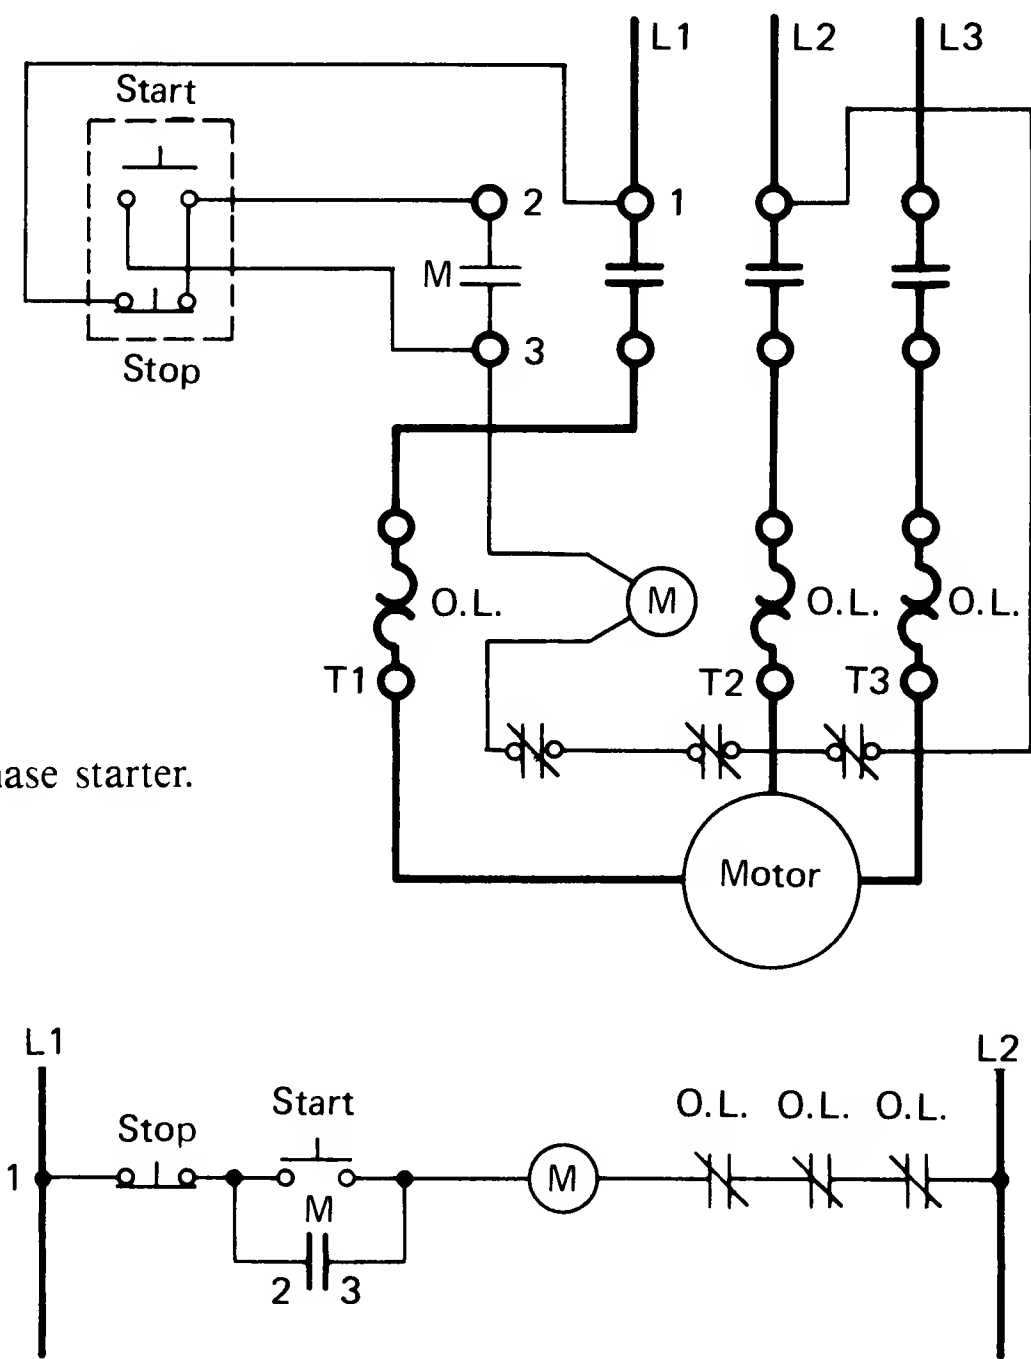 L1 L2 L3
Start
2 1
M
3
Stop
O.L. M O.L. O.L.
T1 T2 T3
starter.
Motor
L1 L2
Start O.L. O.L. O.L.
Stop
1 M
M
2 3